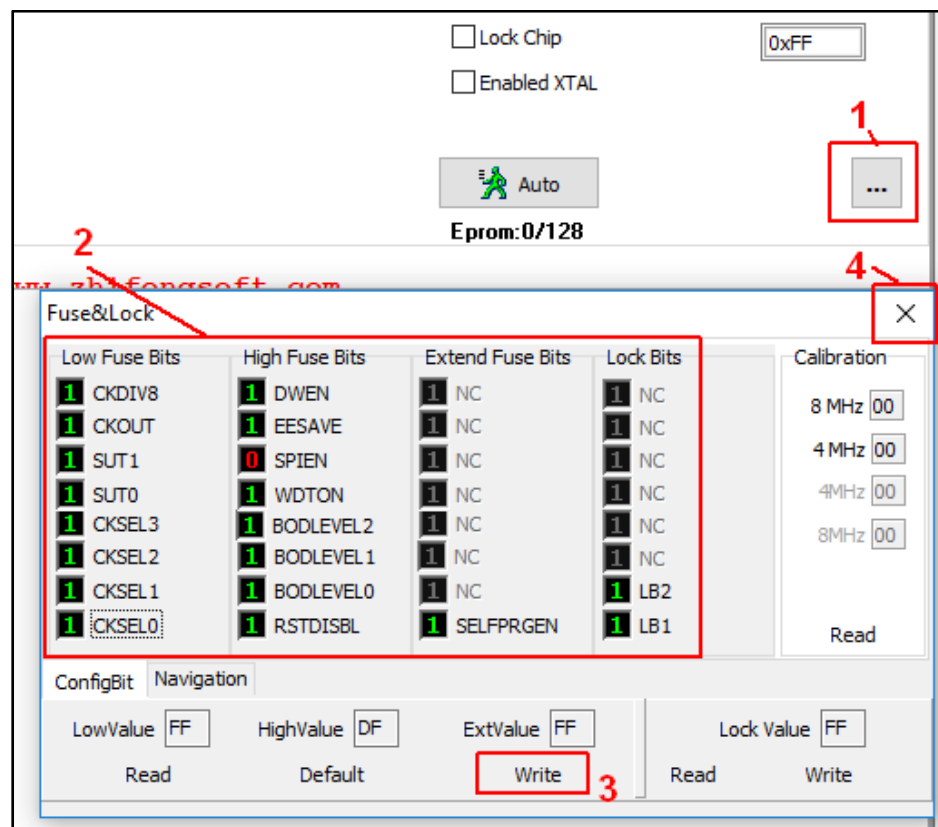 Lock Chip
0xFF
Enabled XTAL
1
...
Auto
Eprom:0/128
2
4
www.zhifengsoft.com
Fuse&Lock
Low Fuse Bits High Fuse Bits Extend Fuse Bits Lock Bits Calibration
1 CKDIV8 1 DWEN 1 NC 1 NC 8 MHz 00
1 CKOUT 1 EESAVE 1 NC 1 NC
1 SUT1 0 SPIEN 1 NC 1 NC 4 MHz 00
1 SUT0 1 WDTON 1 NC 1 NC 4MHz 00
1 CKSEL3 1 BODLEVEL2 1 NC 1 NC 8MHz 00
1 CKSEL2 1 BODLEVEL1 1 NC 1 NC
1 CKSEL1 1 BODLEVEL0 1 NC 1 LB2
1 CKSEL0 1 RSTDISBL 1 SELFPRGEN 1 LB1 Read
ConfigBit Navigation
LowValue FF HighValue DF ExtValue FF Lock Value FF
Read Default Write 3 Read Write